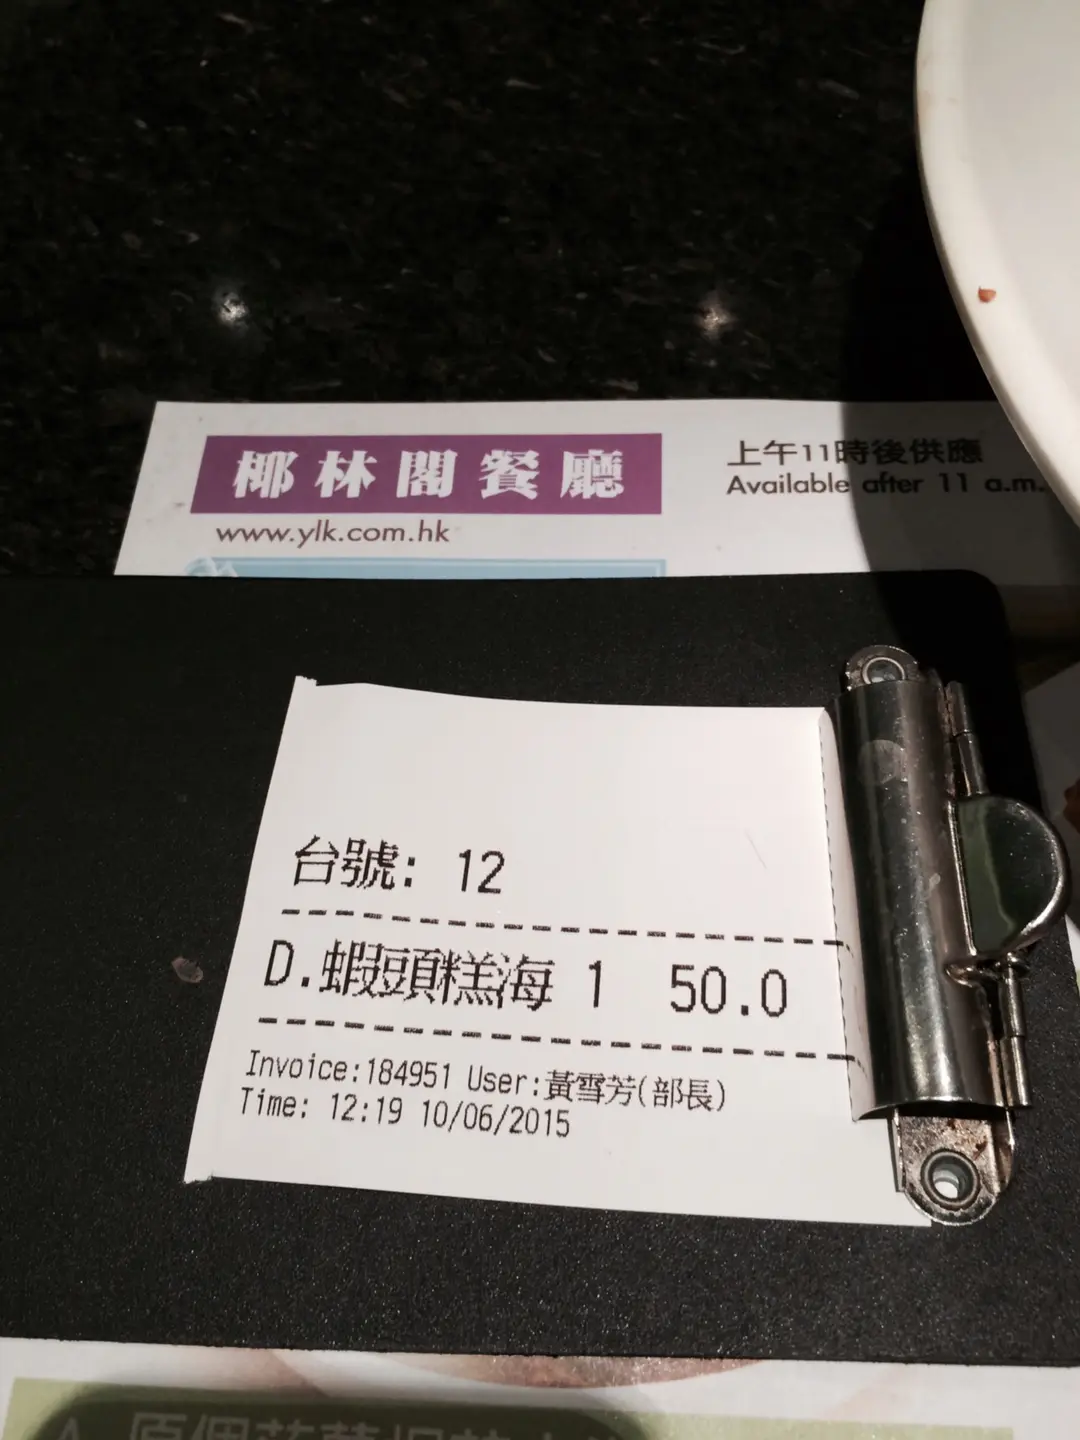 椰林閣餐廳
www.ylk.com.hk
上午11時後供應
Available after 11 a.m.
台號: 12
D.蝦頭糕海 1 50.0
Invoice:184951 User:黃雪芳(部長)
Time: 12:19 10/06/2015